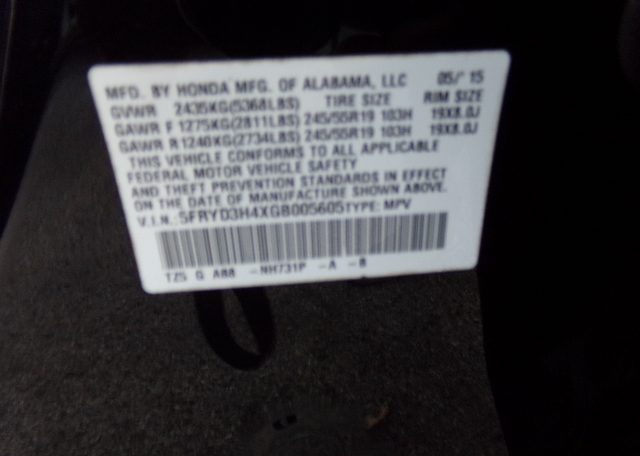 MFD. BY HONDA MFG. OF ALABAMA, LLC 05/'15
GVWR 2435KG(5368LBS) TIRE SIZE RIM SIZE
GAWR F 1275KG(2811LBS) 245/55R19 103H 19X8.0J
GAWR R 1240KG(2734LBS) 245/55R19 103H 19X8.0J
THIS VEHICLE CONFORMS TO ALL APPLICABLE
FEDERAL MOTOR VEHICLE SAFETY
AND THEFT PREVENTION STANDARDS IN EFFECT
ON THE DATE OF MANUFACTURE SHOWN ABOVE.
V.I.N.: 5FRYD3H4XGB005605 TYPE: MPV
TZ5 G A88 -NH731P -A -B